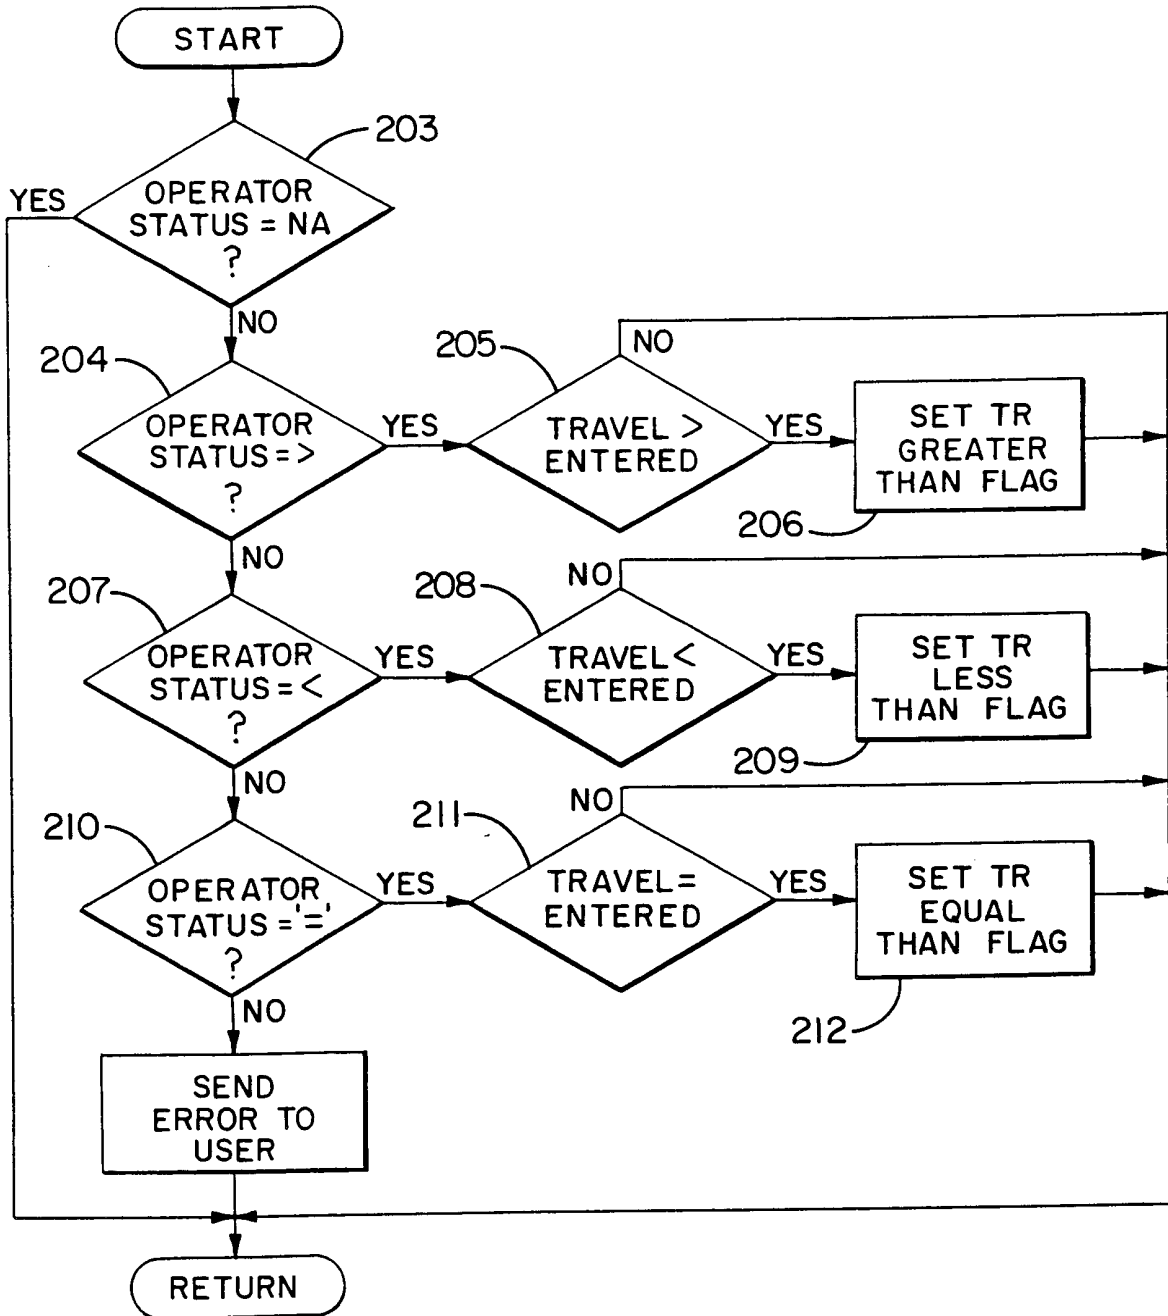 START
203
YES
OPERATOR
STATUS = NA
?
NO
204
OPERATOR
STATUS = >
?
YES
205
NO
TRAVEL >
ENTERED
YES
SET TR
GREATER
THAN FLAG
206
NO
207
OPERATOR
STATUS = <
?
YES
208
NO
TRAVEL <
ENTERED
YES
SET TR
LESS
THAN FLAG
209
NO
210
OPERATOR
STATUS = '='
?
YES
211
NO
TRAVEL =
ENTERED
YES
SET TR
EQUAL
THAN FLAG
212
NO
SEND
ERROR TO
USER
RETURN